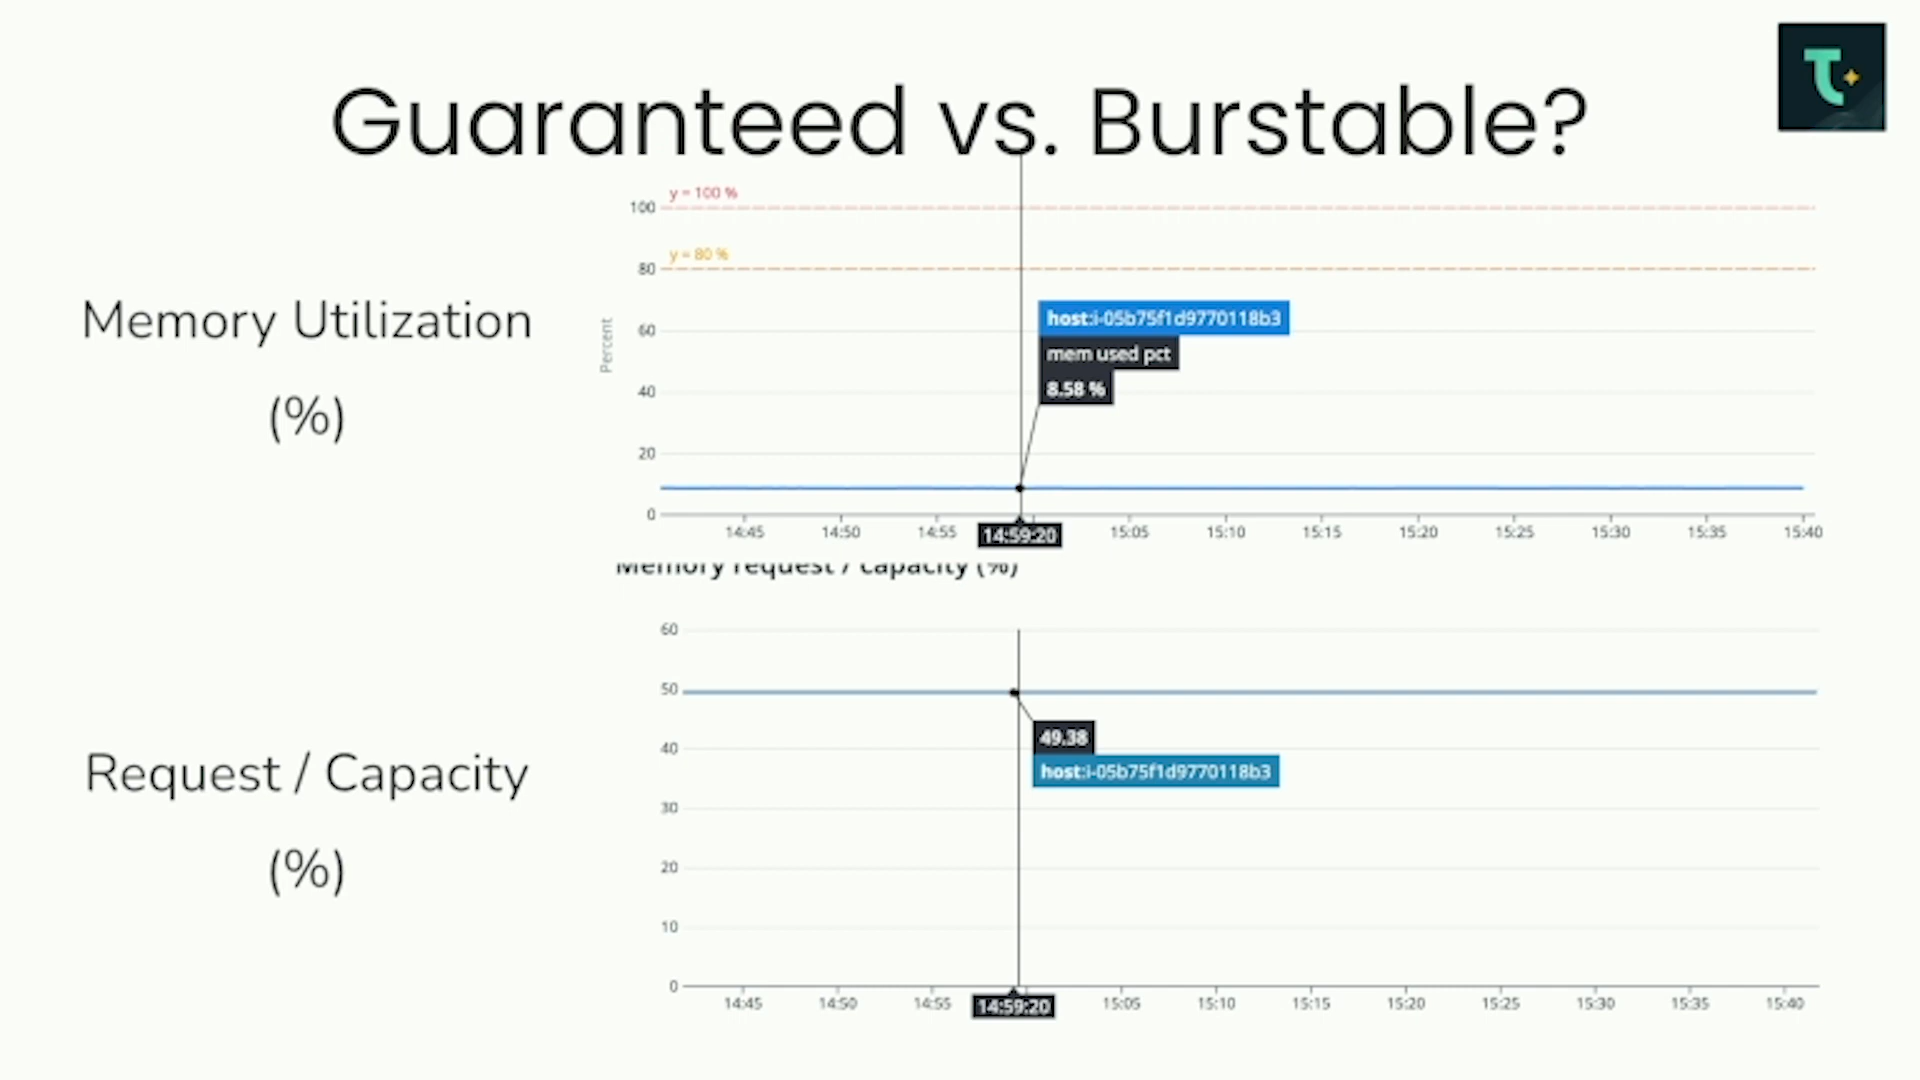 Guaranteed vs. Burstable?
Memory Utilization
(%)
y = 100 %
100
y = 80 %
80
60
40
20
0
Percent
host:i-05b75f1d9770118b3
mem used pct
8.58 %
14:45 14:50 14:55 14:59:20 15:05 15:10 15:15 15:20 15:25 15:30 15:35 15:40
Memory request / capacity (%)
Request / Capacity
(%)
60
50
40
30
20
10
0
49.38
host:i-05b75f1d9770118b3
14:45 14:50 14:55 14:59:20 15:05 15:10 15:15 15:20 15:25 15:30 15:35 15:40